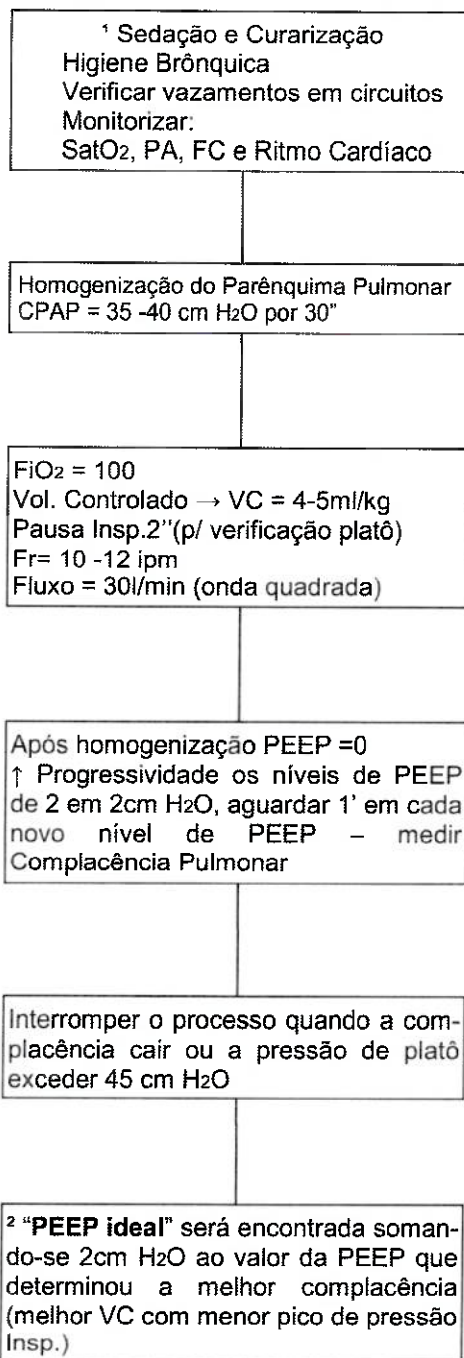 ¹ Sedação e Curarização
Higiene Brônquica
Verificar vazamentos em circuitos
Monitorizar:
SatO₂, PA, FC e Ritmo Cardíaco
Homogenização do Parênquima Pulmonar
CPAP = 35 -40 cm H₂O por 30"
FiO₂ = 100
Vol. Controlado → VC = 4-5ml/kg
Pausa Insp.2''(p/ verificação platô)
Fr= 10 -12 ipm
Fluxo = 30l/min (onda quadrada)
Após homogenização PEEP =0
↑ Progressividade os níveis de PEEP
de 2 em 2cm H₂O, aguardar 1' em cada
novo nível de PEEP – medir
Complacência Pulmonar
Interromper o processo quando a com-
placência cair ou a pressão de platô
exceder 45 cm H₂O
² "PEEP ideal" será encontrada soman-
do-se 2cm H₂O ao valor da PEEP que
determinou a melhor complacência
(melhor VC com menor pico de pressão
Insp.)